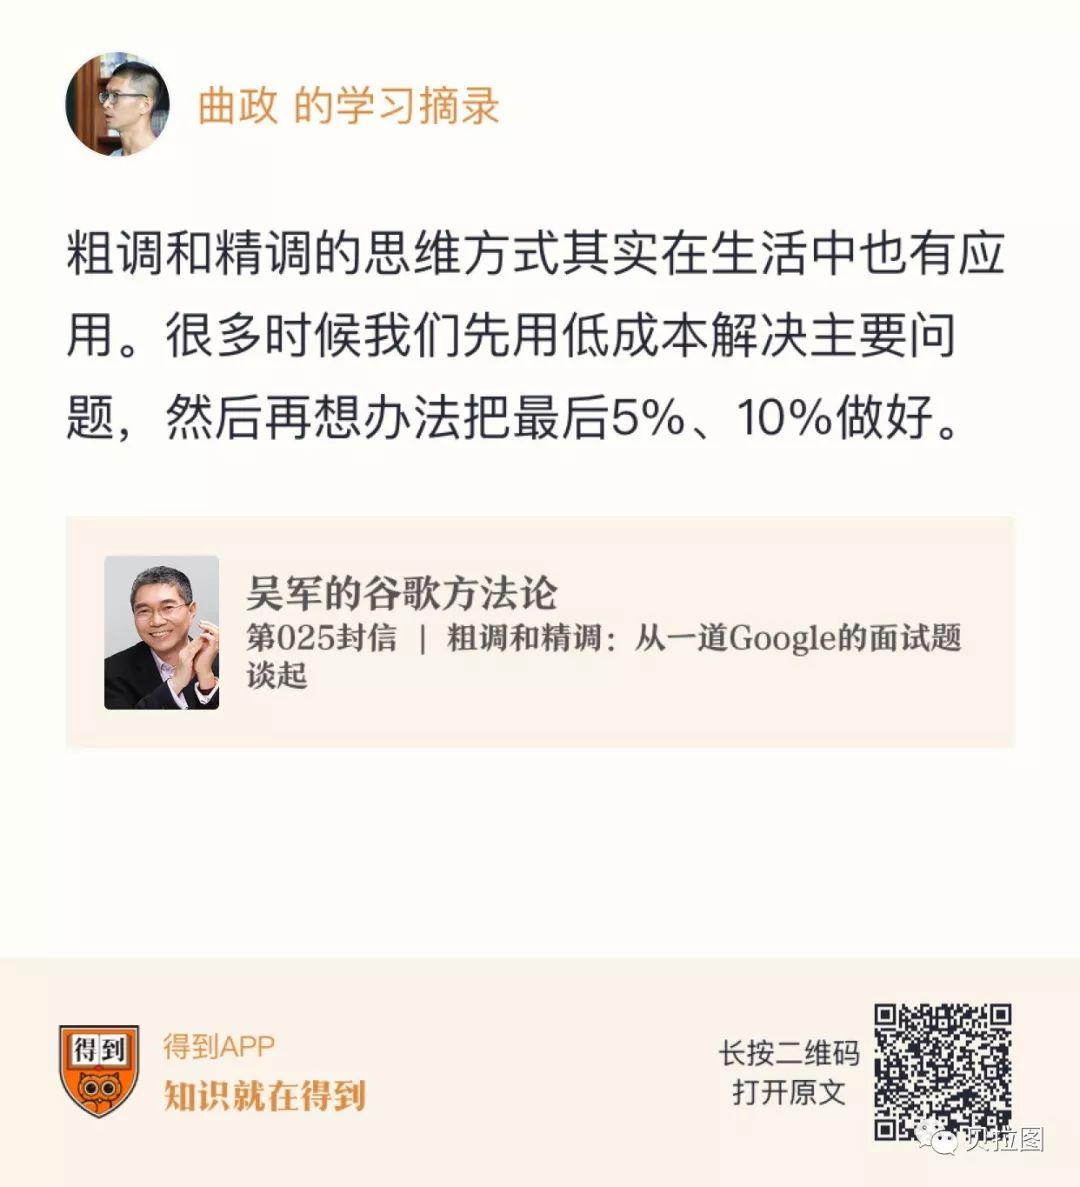 曲政 的学习摘录
粗调和精调的思维方式其实在生活中也有应
用。很多时候我们先用低成本解决主要问
题，然后再想办法把最后5%、10%做好。
吴军的谷歌方法论
第025封信 | 粗调和精调：从一道Google的面试题
谈起
得到
得到APP
知识就在得到
长按二维码
打开原文
贝拉图